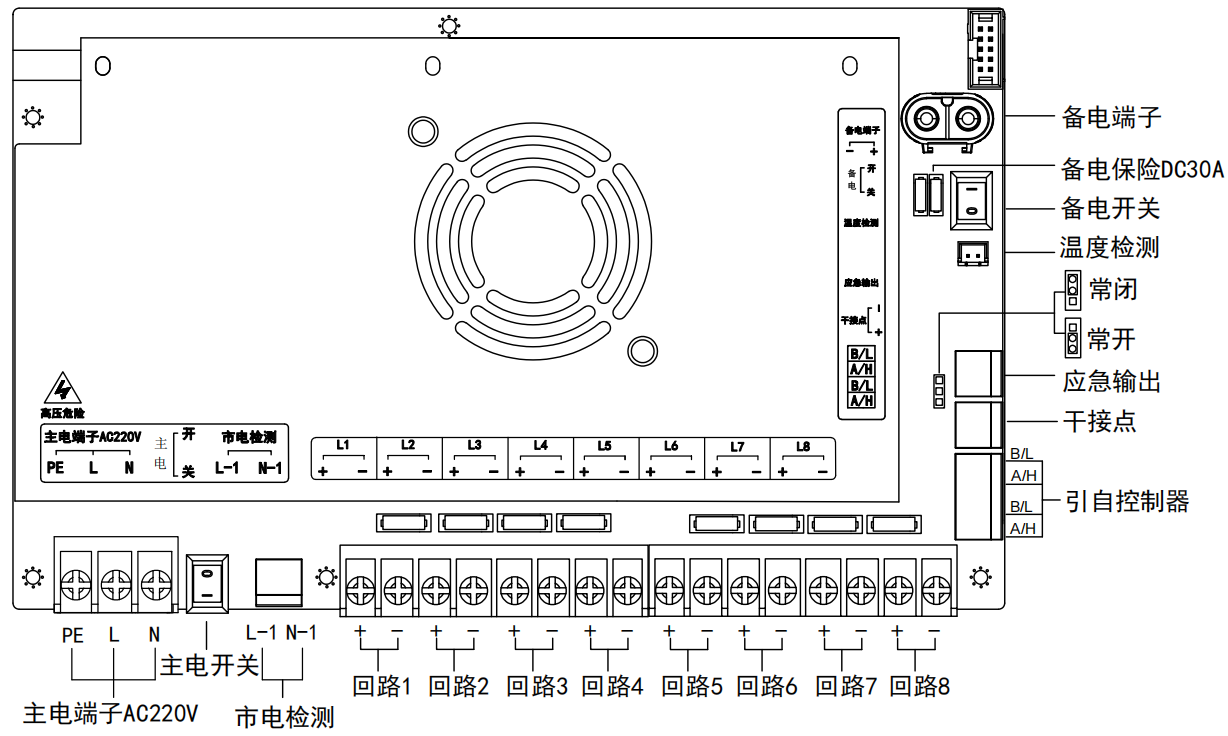 备电端子
备电保险DC30A
备电开关
温度检测
常闭
常开
应急输出
干接点
B/L
A/H
B/L
A/H
引自控制器
备电端子
- +
备电
开
关
温度检测
应急输出
干接点
-
+
B/L
A/H
B/L
A/H
高压危险
主电端子AC220V
PE L N
主电
开
关
市电检测
L-1 N-1
L1 L2 L3 L4 L5 L6 L7 L8
+ - + - + - + - + - + - + - + -
PE L N
主电端子AC220V
主电开关
L-1 N-1
市电检测
+ - + - + - + - + - + - + - + -
回路1 回路2 回路3 回路4 回路5 回路6 回路7 回路8